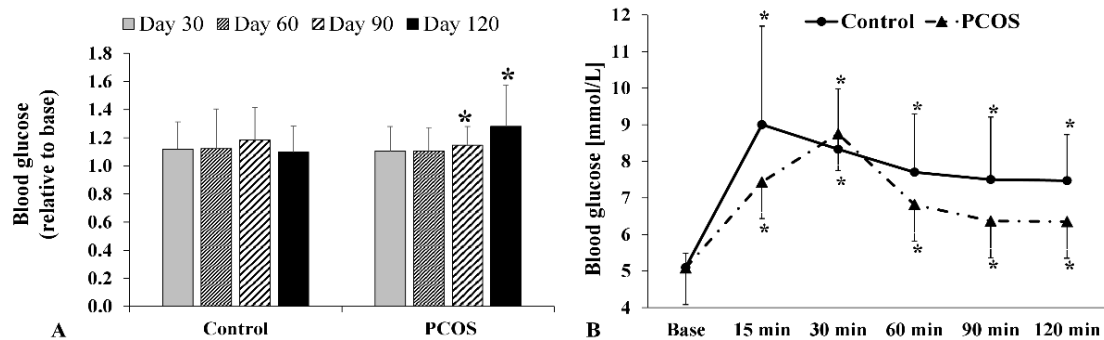 Day 30 Day 60 Day 90 Day 120
Blood glucose
(relative to base)
1.8
1.6
1.4
1.2
1.0
0.8
0.6
0.4
0.2
0.0
* *
Control PCOS
A
Control PCOS
Blood glucose [mmol/L]
12
11
10
9
8
7
6
5
4
* * * * *
* * * * *
Base 15 min 30 min 60 min 90 min 120 min
B